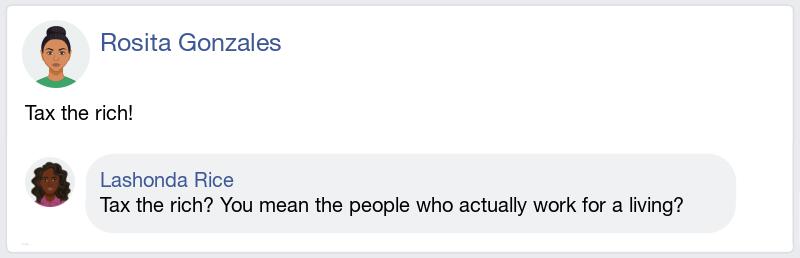 Rosita Gonzales
Tax the rich!
Lashonda Rice
Tax the rich? You mean the people who actually work for a living?